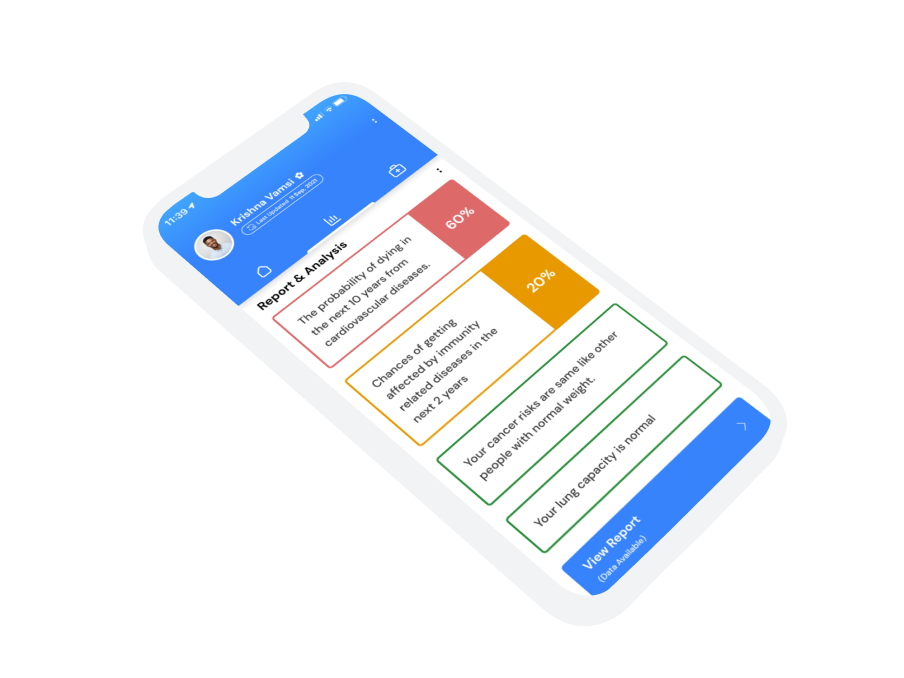 11:39
Krishna Vamsi
Last Updated 11 Sep, 2021
Report & Analysis
The probability of dying in
the next 10 years from
cardiovascular diseases.
60%
Chances of getting
affected by immunity
related diseases in the
next 2 years
20%
Your cancer risks are same like other
people with normal weight.
Your lung capacity is normal
View Report
(Data Available)